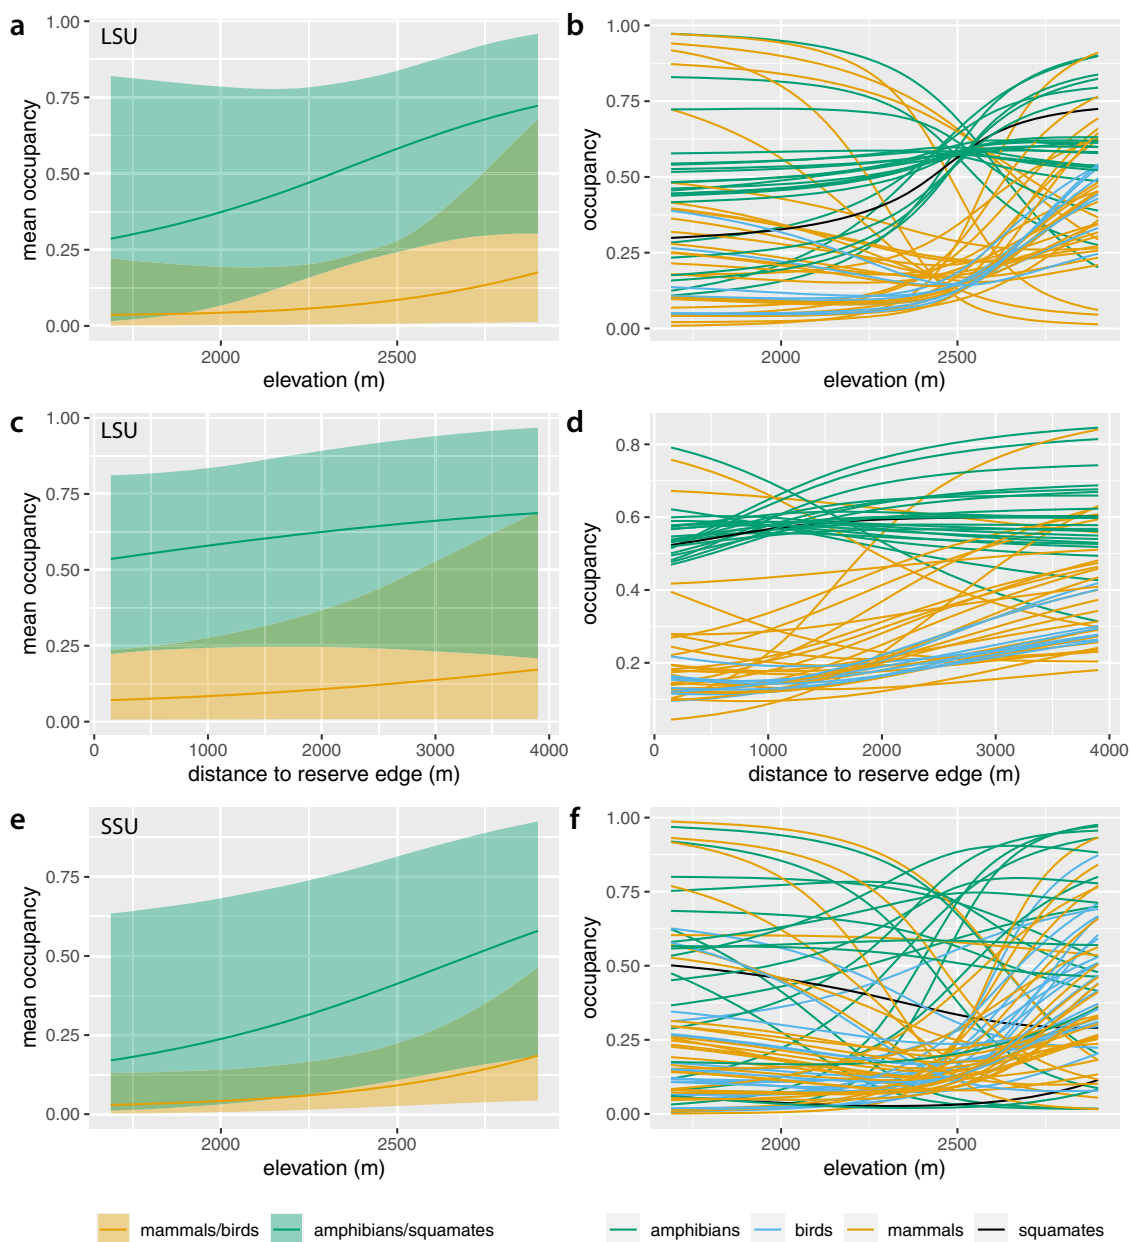 a
LSU
1.00
0.75
0.50
0.25
0.00
mean occupancy
2000
2500
elevation (m)
b
1.00
0.75
0.50
0.25
0.00
occupancy
2000
2500
elevation (m)
c
LSU
1.00
0.75
0.50
0.25
0.00
mean occupancy
0
1000
2000
3000
4000
distance to reserve edge (m)
d
0.8
0.6
0.4
0.2
occupancy
0
1000
2000
3000
4000
distance to reserve edge (m)
e
SSU
0.75
0.50
0.25
0.00
mean occupancy
2000
2500
elevation (m)
f
1.00
0.75
0.50
0.25
0.00
occupancy
2000
2500
elevation (m)
mammals/birds
amphibians/squamates
amphibians
birds
mammals
squamates